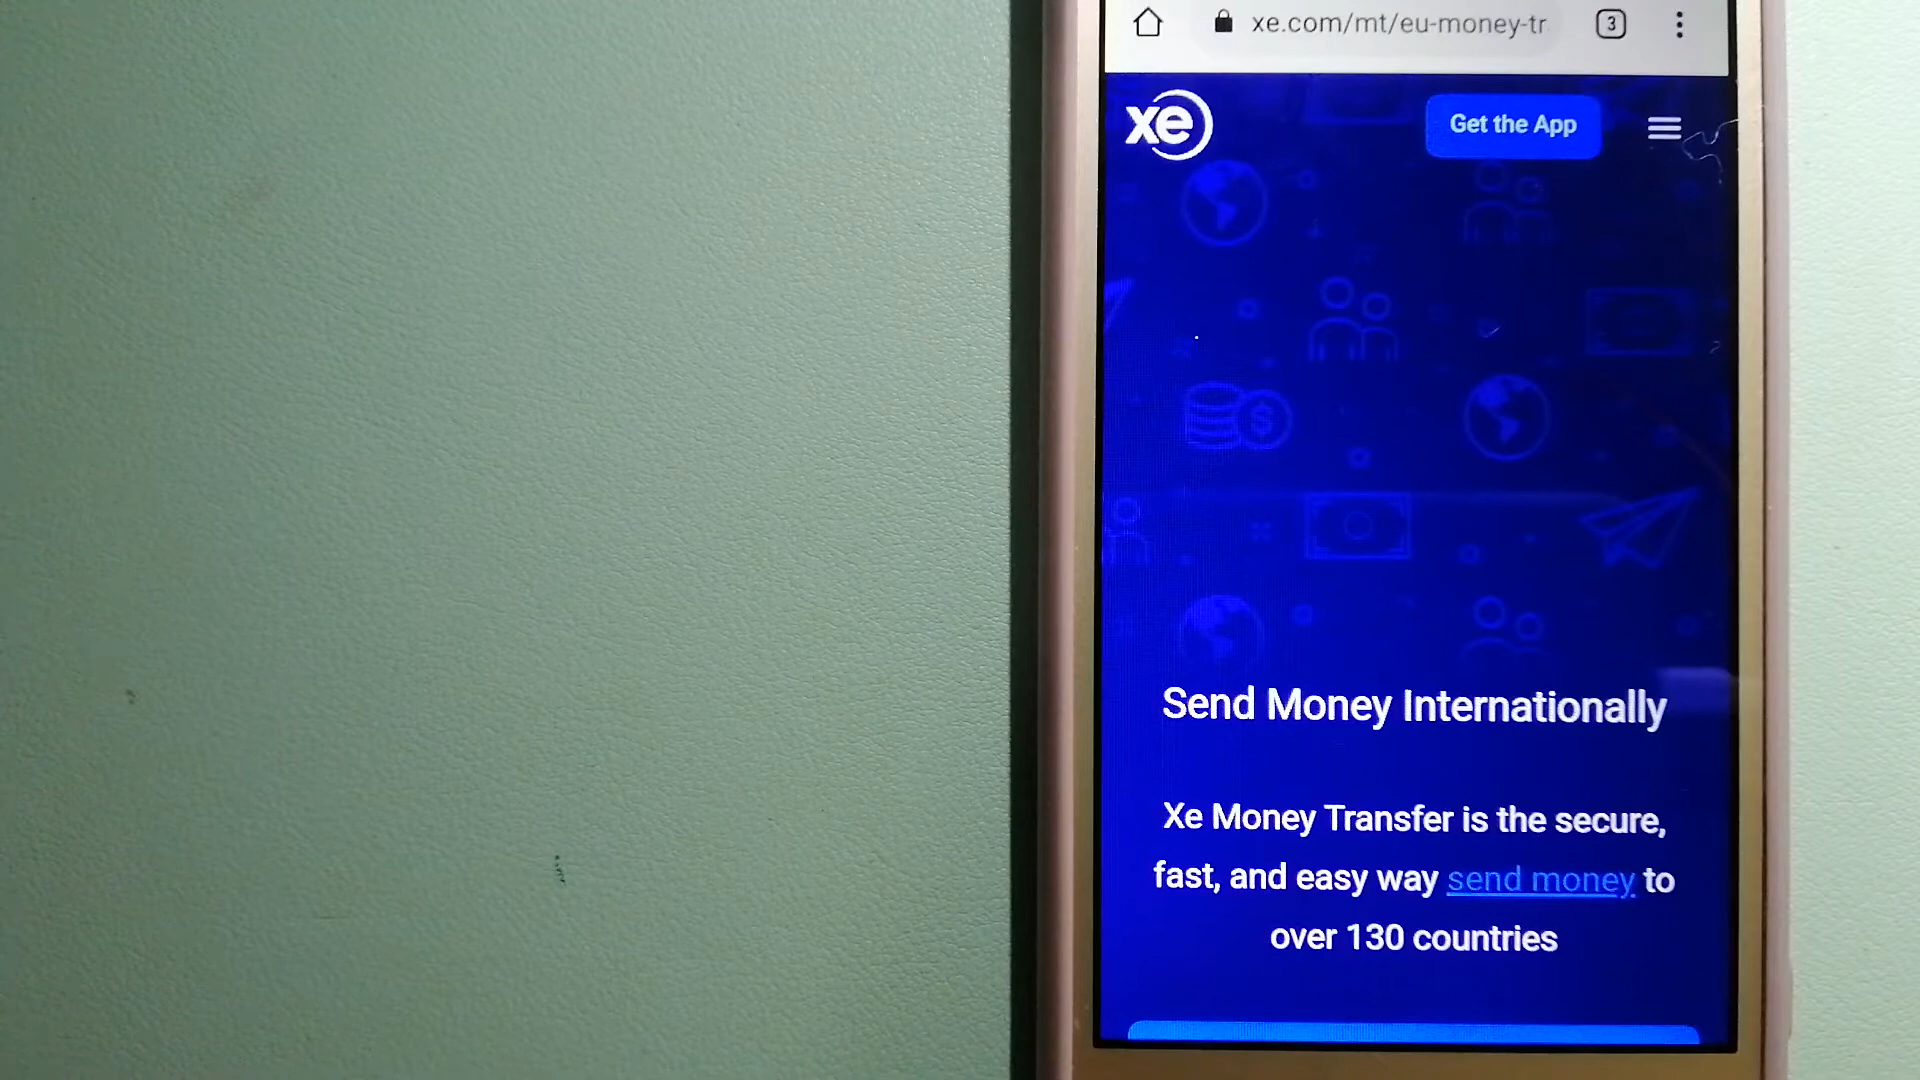 xe.com/mt/eu-money-tr
3
xe
Get the App
Send Money Internationally
Xe Money Transfer is the secure,
fast, and easy way send money to
over 130 countries